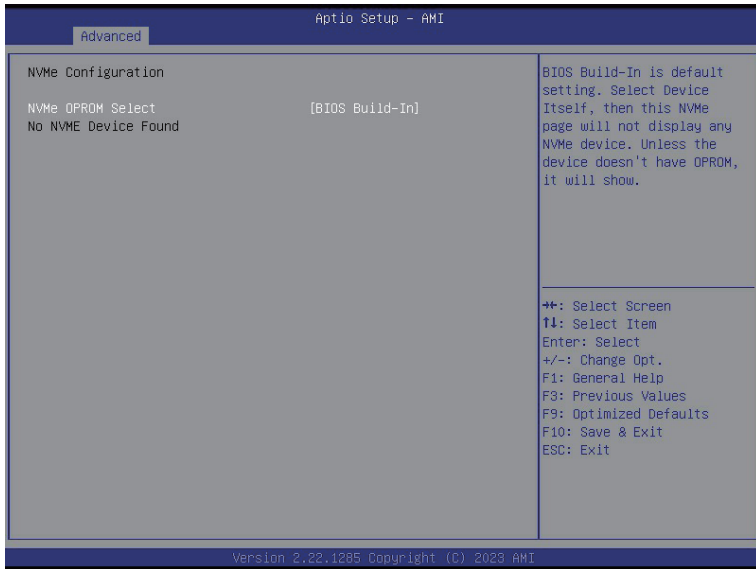 Aptio Setup - AMI
Advanced
NVMe Configuration
NVMe OPROM Select [BIOS Build-In]
No NVME Device Found
BIOS Build-In is default
setting. Select Device
Itself, then this NVMe
page will not display any
NVMe device. Unless the
device doesn't have OPROM,
it will show.
→←: Select Screen
↑↓: Select Item
Enter: Select
+/-: Change Opt.
F1: General Help
F3: Previous Values
F9: Optimized Defaults
F10: Save & Exit
ESC: Exit
Version 2.22.1285 Copyright (C) 2023 AMI